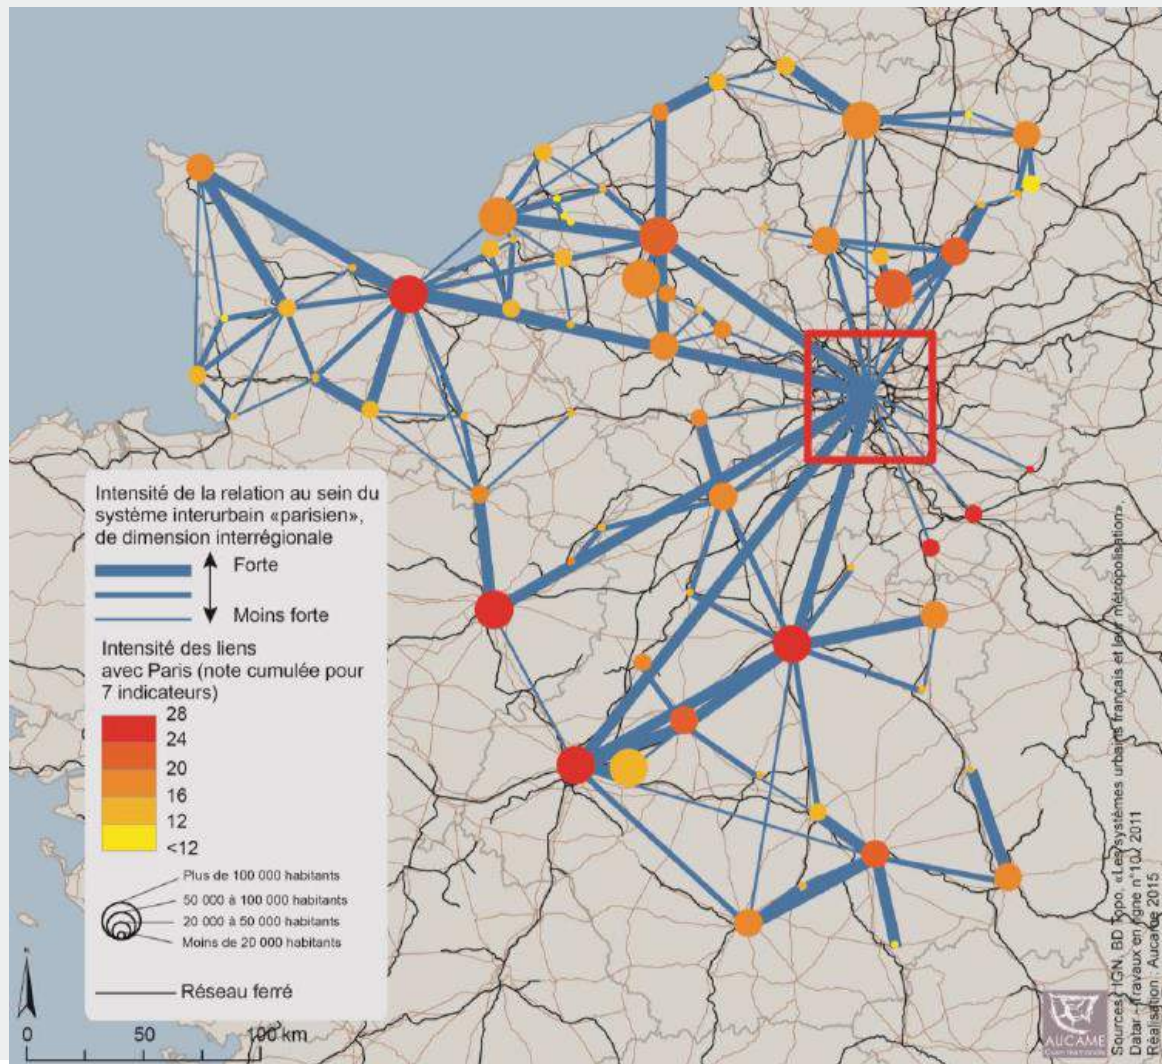 Intensité de la relation au sein du
système interurbain «parisien»,
de dimension interrégionale
Forte
Moins forte
Intensité des liens
avec Paris (note cumulée pour
7 indicateurs)
28
24
20
16
12
<12
Plus de 100 000 habitants
50 000 à 100 000 habitants
20 000 à 50 000 habitants
Moins de 20 000 habitants
Réseau ferré
N
0 50 100 km
Sources : IGN, BD Topo, «Les systèmes urbains français et leur métropolisation»,
Datar - Travaux en ligne n°10 / 2011
Réalisation : Aucame 2015
AUCAME